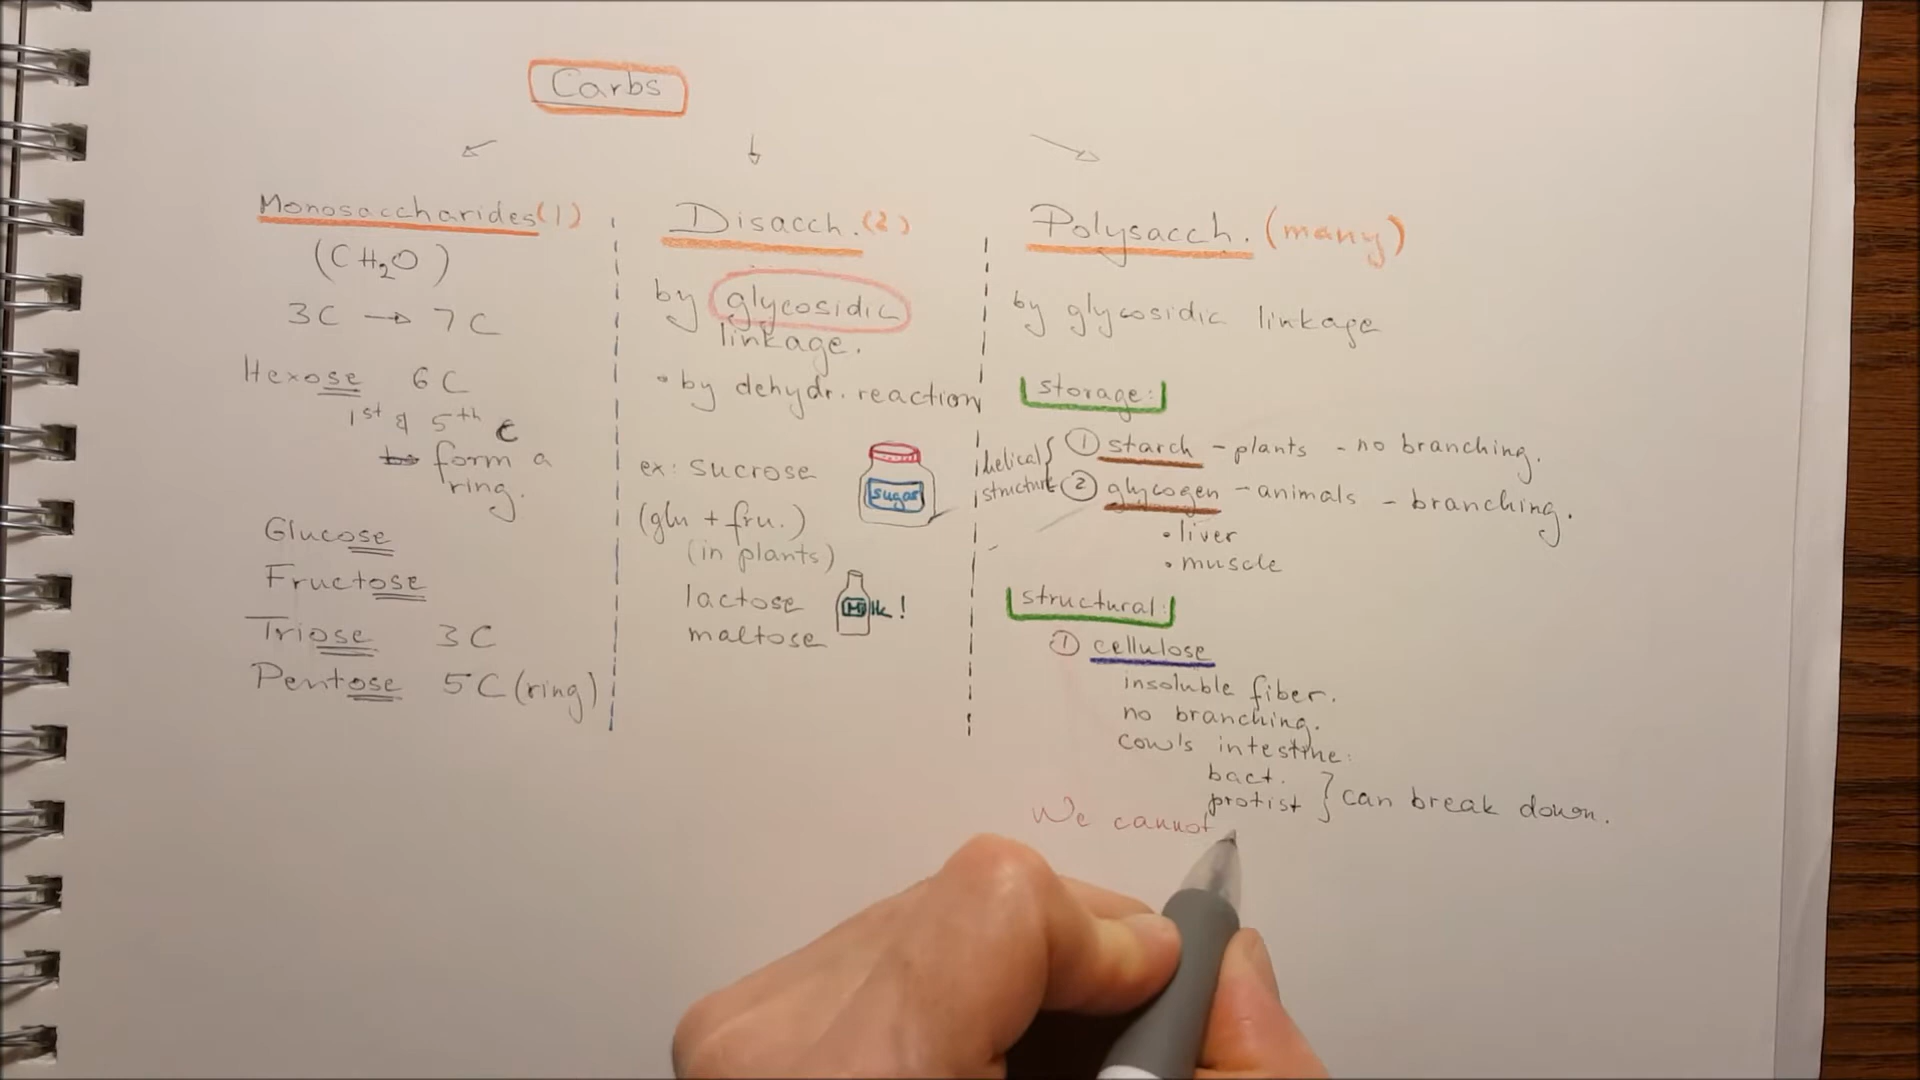 Carbs
Monosaccharides (1)
(CH₂O)
3C → 7C
Hexose 6C
1st & 5th C
form a
ring.
Glucose
Fructose
Triose 3C
Pentose 5C (ring)
Disacch. (2)
by glycosidic
linkage.
• by dehydr. reaction
ex: sucrose
sugar
(glu + fru.)
(in plants)
lactose
Milk!
maltose
Polysacch. (many)
by glycosidic linkage
storage:
helical
structure
① starch - plants - no branching.
② glycogen - animals - branching.
• liver
• muscle
structural:
① cellulose
insoluble fiber.
no branching.
cow's intestine:
bact.
protist } can break down.
We cannot